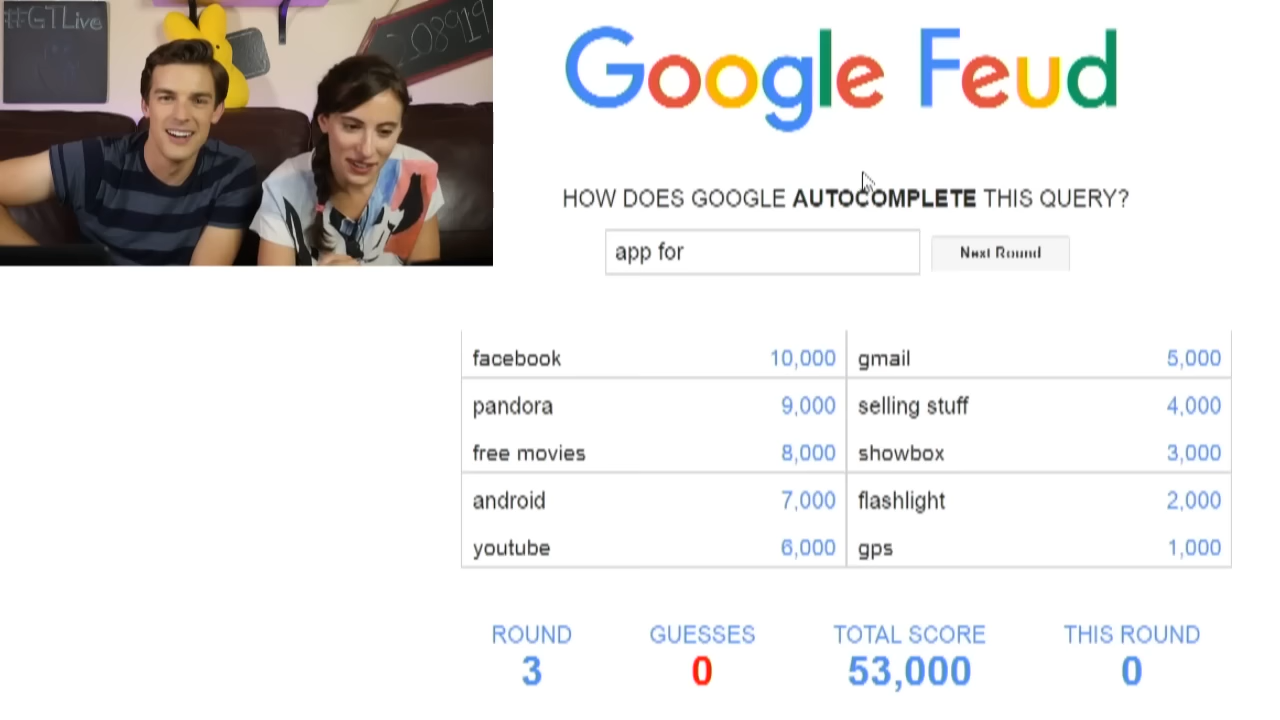 #GTLive
208919
Google Feud
HOW DOES GOOGLE AUTOCOMPLETE THIS QUERY?
app for
Next Round
facebook 10,000 gmail 5,000
pandora 9,000 selling stuff 4,000
free movies 8,000 showbox 3,000
android 7,000 flashlight 2,000
youtube 6,000 gps 1,000
ROUND GUESSES TOTAL SCORE THIS ROUND
3 0 53,000 0